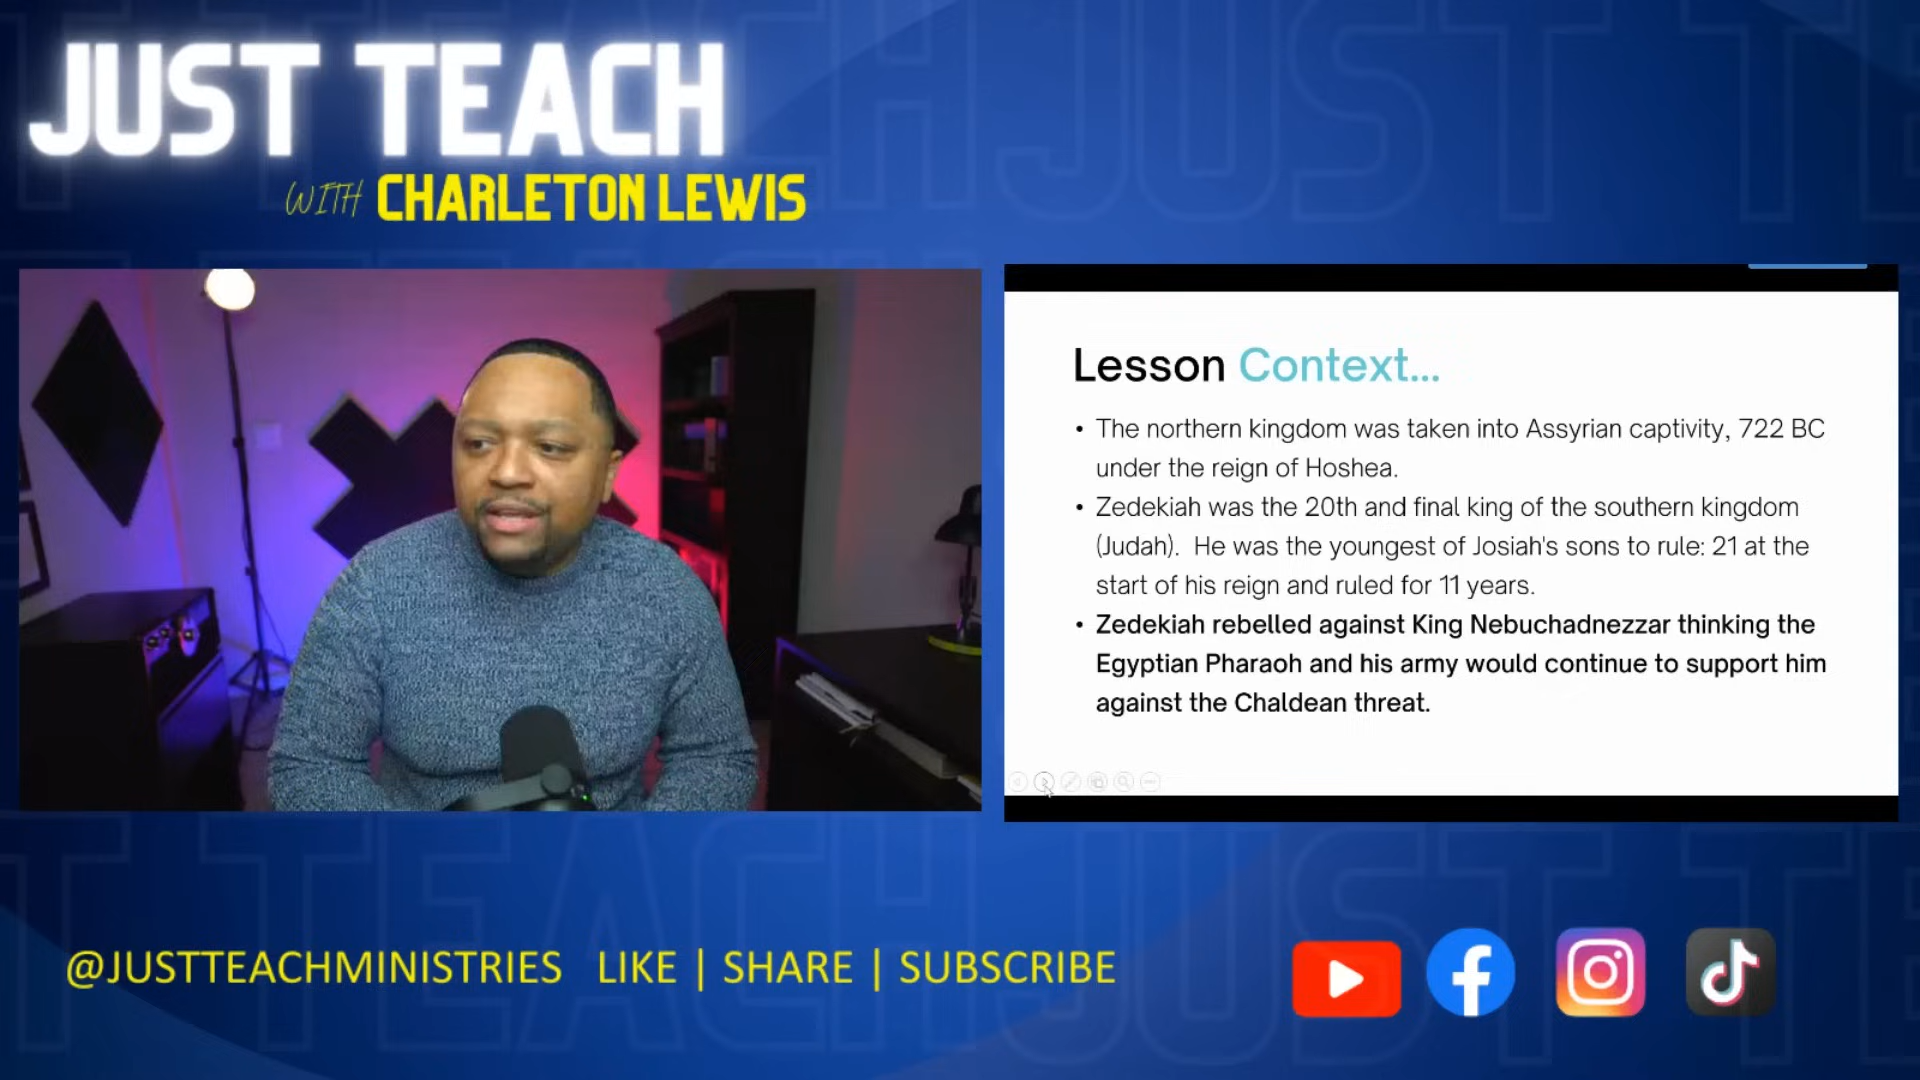 JUST TEACH
WITH CHARLETON LEWIS
Lesson Context...
• The northern kingdom was taken into Assyrian captivity, 722 BC
under the reign of Hoshea.
• Zedekiah was the 20th and final king of the southern kingdom
(Judah). He was the youngest of Josiah's sons to rule: 21 at the
start of his reign and ruled for 11 years.
• Zedekiah rebelled against King Nebuchadnezzar thinking the
Egyptian Pharaoh and his army would continue to support him
against the Chaldean threat.
@JUSTTEACHMINISTRIES LIKE | SHARE | SUBSCRIBE